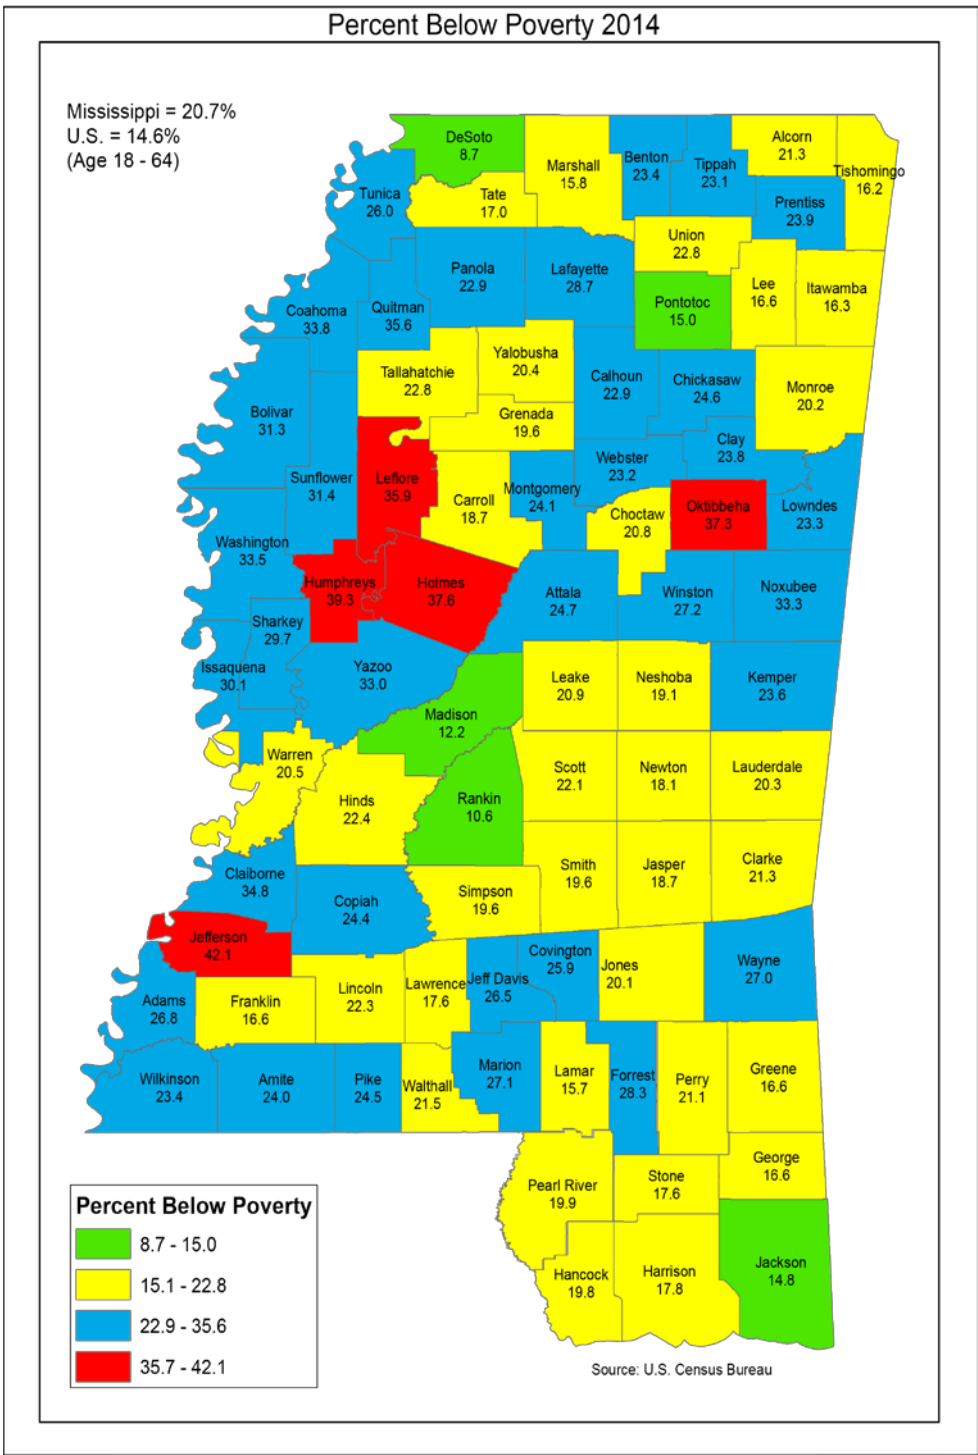 Percent Below Poverty 2014
Mississippi = 20.7%
U.S. = 14.6%
(Age 18 - 64)
DeSoto
8.7
Marshall
15.8
Benton
23.4
Tippah
23.1
Alcorn
21.3
Tishomingo
16.2
Tunica
26.0
Tate
17.0
Prentiss
23.9
Union
22.8
Panola
22.9
Lafayette
28.7
Pontotoc
15.0
Lee
16.6
Itawamba
16.3
Coahoma
33.8
Quitman
35.6
Tallahatchie
22.8
Yalobusha
20.4
Calhoun
22.9
Chickasaw
24.6
Monroe
20.2
Bolivar
31.3
Grenada
19.6
Clay
23.8
Sunflower
31.4
Leflore
35.9
Carroll
18.7
Montgomery
24.1
Webster
23.2
Choctaw
20.8
Oktibbeha
37.3
Lowndes
23.3
Washington
33.5
Humphreys
39.3
Holmes
37.6
Attala
24.7
Winston
27.2
Noxubee
33.3
Sharkey
29.7
Issaquena
30.1
Yazoo
33.0
Leake
20.9
Neshoba
19.1
Kemper
23.6
Madison
12.2
Warren
20.5
Hinds
22.4
Rankin
10.6
Scott
22.1
Newton
18.1
Lauderdale
20.3
Claiborne
34.8
Copiah
24.4
Simpson
19.6
Smith
19.6
Jasper
18.7
Clarke
21.3
Jefferson
42.1
Adams
26.8
Franklin
16.6
Lincoln
22.3
Lawrence
17.6
Jeff Davis
26.5
Covington
25.9
Jones
20.1
Wayne
27.0
Wilkinson
23.4
Amite
24.0
Pike
24.5
Walthall
21.5
Marion
27.1
Lamar
15.7
Forrest
28.3
Perry
21.1
Greene
16.6
Pearl River
19.9
Stone
17.6
George
16.6
Hancock
19.8
Harrison
17.8
Jackson
14.8
Percent Below Poverty
8.7 - 15.0
15.1 - 22.8
22.9 - 35.6
35.7 - 42.1
Source: U.S. Census Bureau